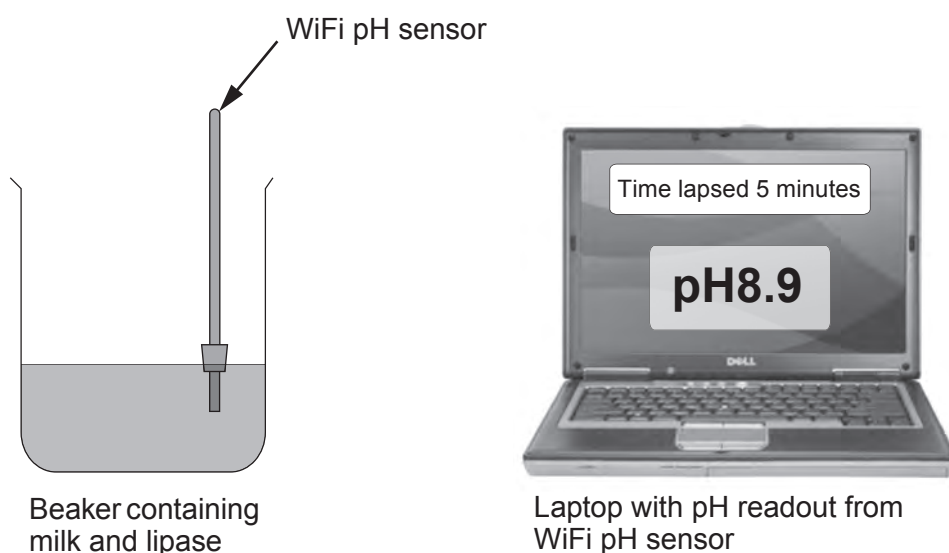 WiFi pH sensor
Time lapsed 5 minutes
pH8.9
DELL
Beaker containing
milk and lipase
Laptop with pH readout from
WiFi pH sensor